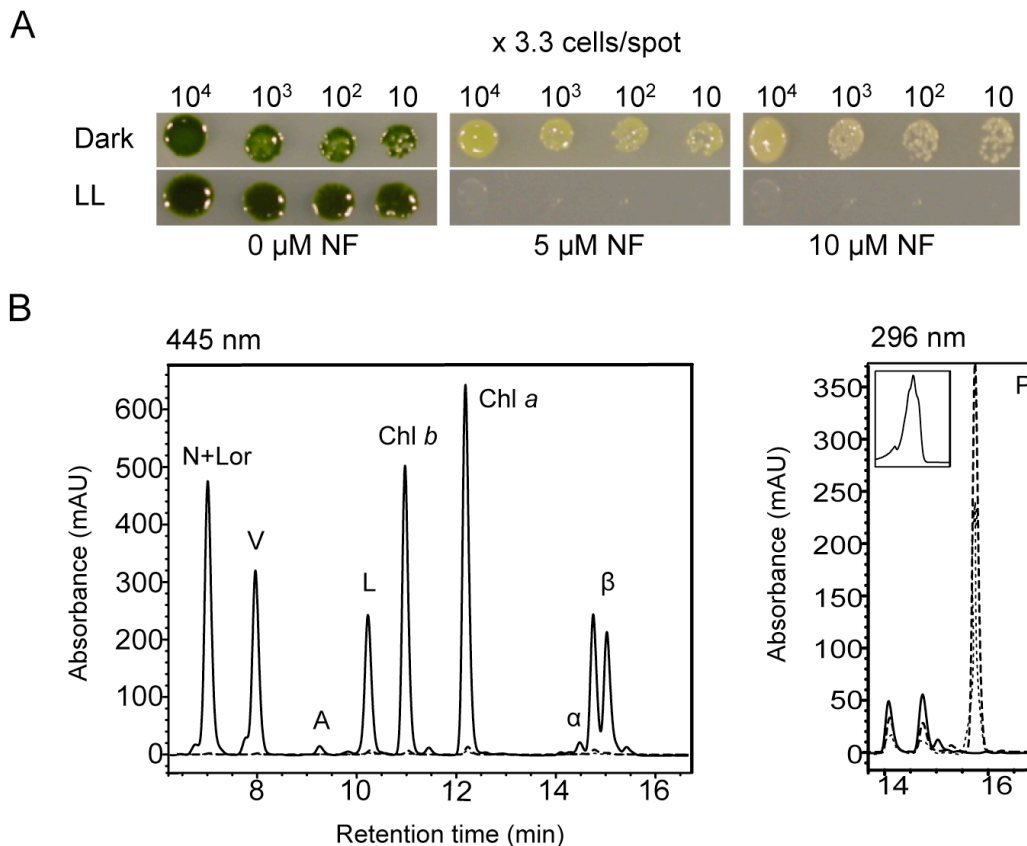 A
x 3.3 cells/spot
10⁴ 10³ 10² 10 10⁴ 10³ 10² 10 10⁴ 10³ 10² 10
Dark
LL
0 µM NF 5 µM NF 10 µM NF
B
445 nm 296 nm
600
500
400
300
200
100
0
Absorbance (mAU)
N+Lor
V
A
L
Chl b
Chl a
α
β
8 10 12 14 16
Retention time (min)
350
300
250
200
150
100
50
0
Absorbance (mAU)
P
14 16